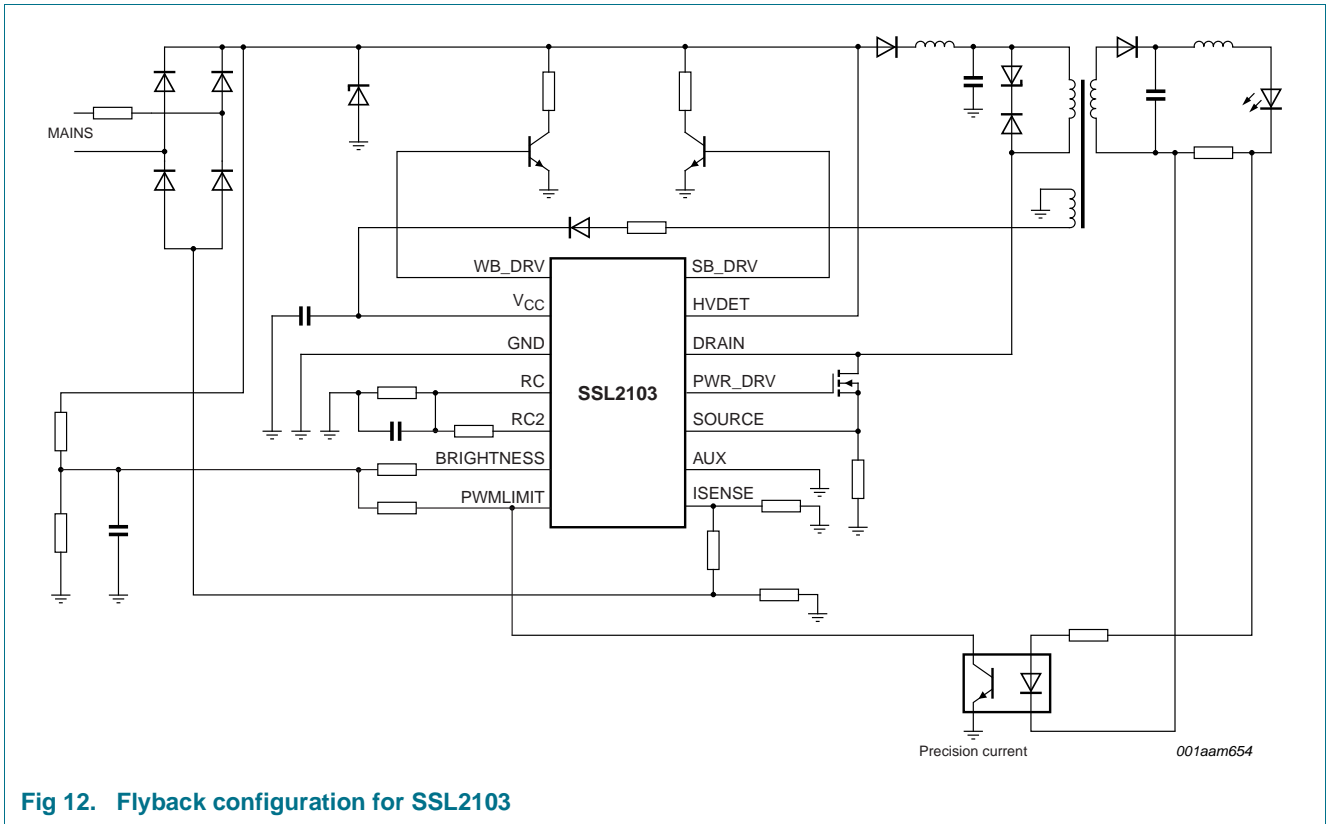 MAINS
WB_DRV
SB_DRV
VCC
HVDET
GND
DRAIN
RC
PWR_DRV
SSL2103
RC2
SOURCE
BRIGHTNESS
AUX
PWMLIMIT
ISENSE
Precision current
001aam654
Fig 12. Flyback configuration for SSL2103